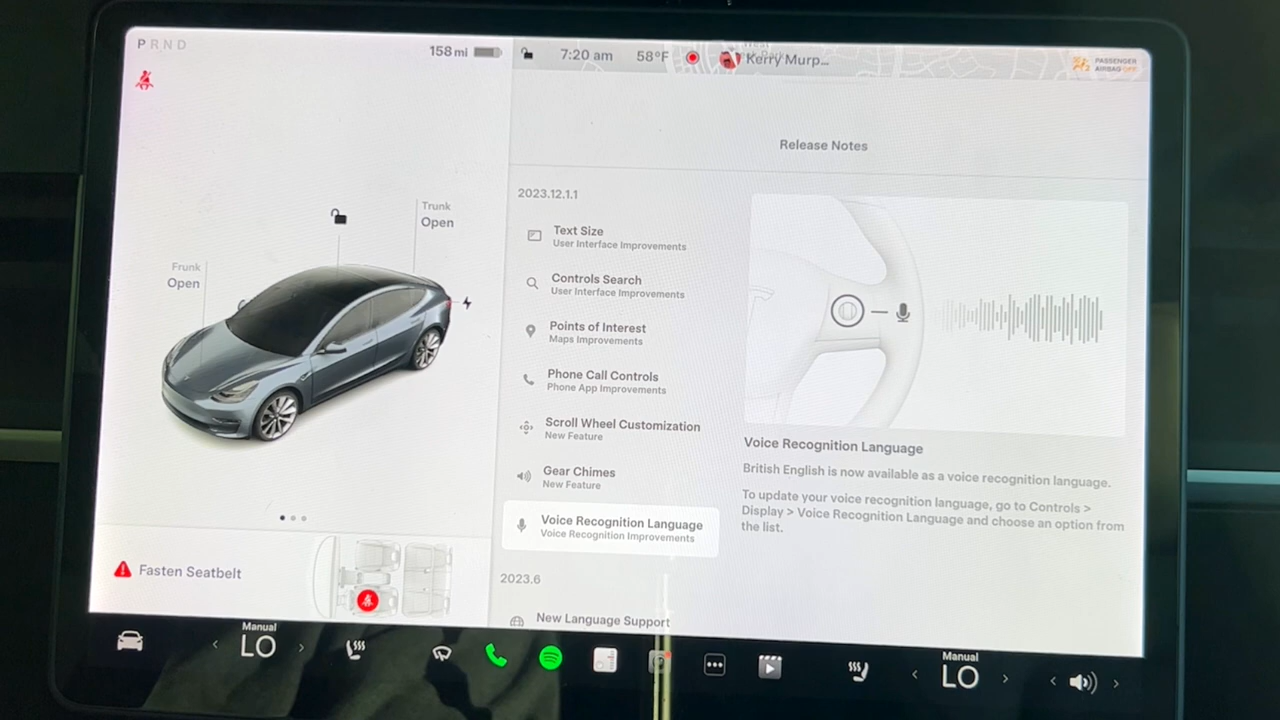 PRND
158 mi
7:20 am
58°F
Kerry Murp...
PASSENGER
AIRBAG OFF
Trunk
Open
Frunk
Open
Fasten Seatbelt
Release Notes
2023.12.1.1
Text Size
User Interface Improvements
Controls Search
User Interface Improvements
Points of Interest
Maps Improvements
Phone Call Controls
Phone App Improvements
Scroll Wheel Customization
New Feature
Gear Chimes
New Feature
Voice Recognition Language
Voice Recognition Improvements
2023.6
New Language Support
Voice Recognition Language
British English is now available as a voice recognition language.
To update your voice recognition language, go to Controls >
Display > Voice Recognition Language and choose an option from
the list.
Manual
LO
Manual
LO